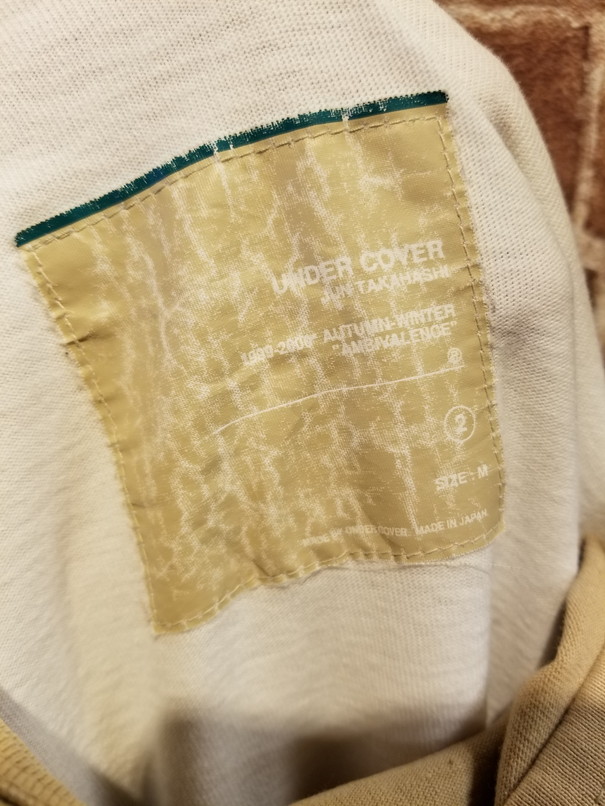 UNDER COVER
JUN TAKAHASHI
1999-2000' AUTUMN-WINTER
"AMBIVALENCE"
®
2
SIZE : M
MADE BY UNDER COVER. MADE IN JAPAN